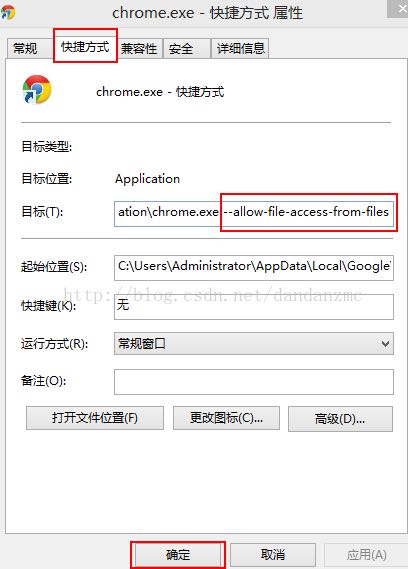 chrome.exe - 快捷方式 属性
常规 快捷方式 兼容性 安全 详细信息
chrome.exe - 快捷方式
目标类型:
目标位置: Application
目标(T): ation\chrome.exe --allow-file-access-from-files
起始位置(S): C:\Users\Administrator\AppData\Local\Google\
http://blog.csdn.net/dandanzmc
快捷键(K): 无
运行方式(R): 常规窗口
备注(O):
打开文件位置(F) 更改图标(C)... 高级(D)...
确定 取消 应用(A)